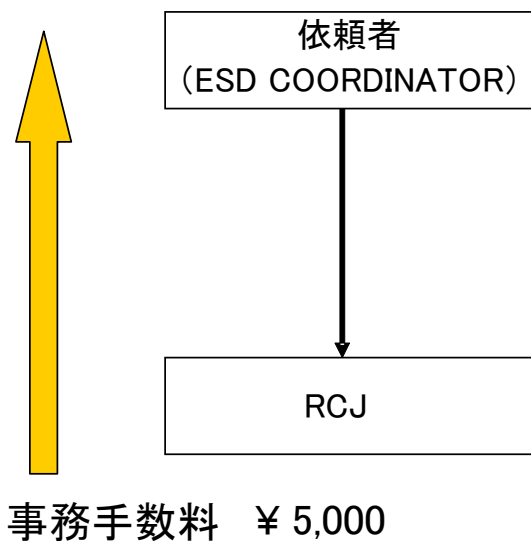 依頼者
(ESD COORDINATOR)
RCJ
事務手数料 ¥ 5,000